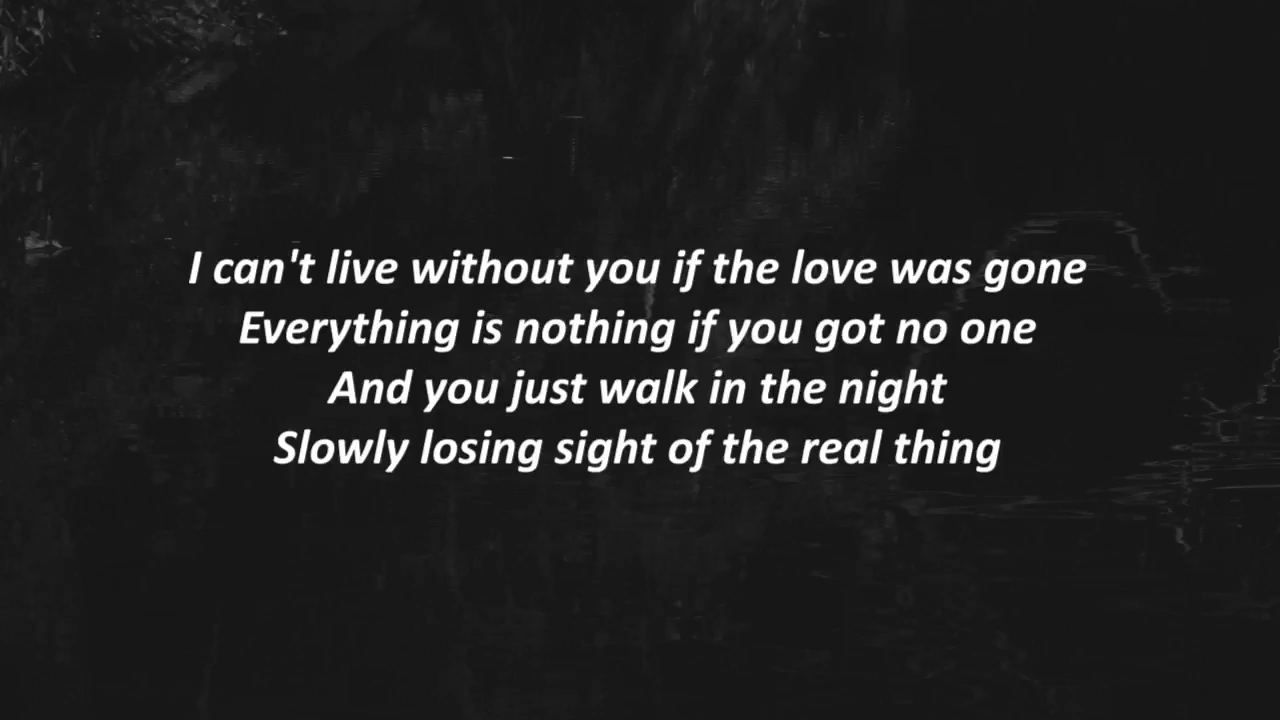 I can't live without you if the love was gone
Everything is nothing if you got no one
And you just walk in the night
Slowly losing sight of the real thing